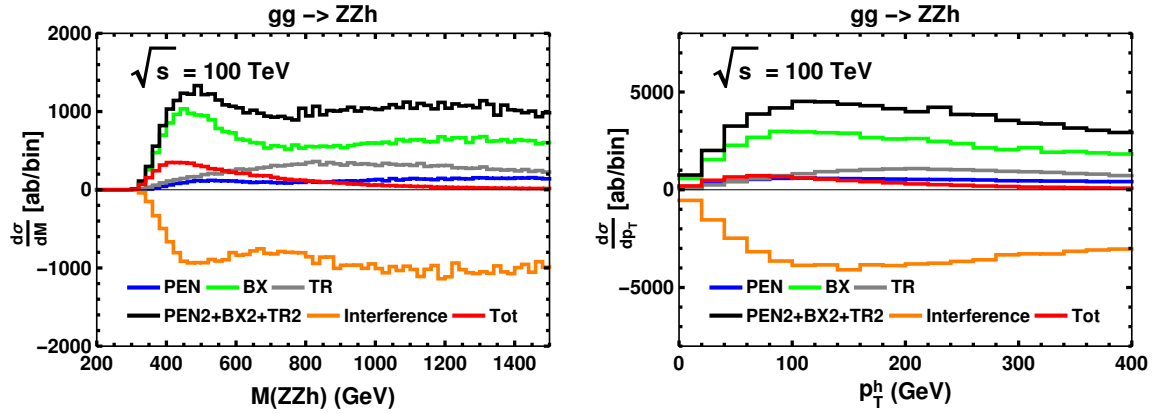 gg −> ZZh
√s = 100 TeV
dσ/dM [ab/bin]
2000
1000
0
−1000
−2000
PEN BX TR
PEN2+BX2+TR2 Interference Tot
200 400 600 800 1000 1200 1400
M(ZZh) (GeV)
gg −> ZZh
√s = 100 TeV
dσ/dp_T [ab/bin]
5000
0
−5000
PEN BX TR
PEN2+BX2+TR2 Interference Tot
0 100 200 300 400
p_T^h (GeV)